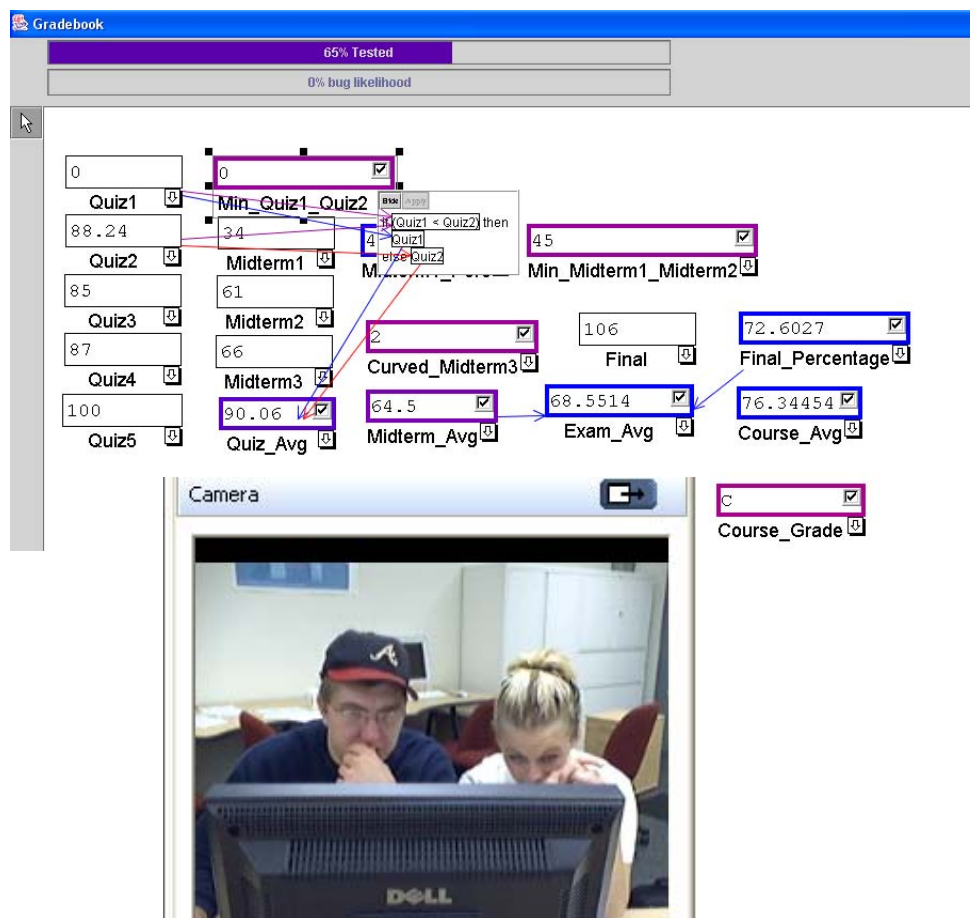 Gradebook
65% Tested
0% bug likelihood
0
Quiz1
0
Min_Quiz1_Quiz2
Hide Apply
if (Quiz1 < Quiz2) then
Quiz1
else Quiz2
88.24
Quiz2
34
Midterm1
4
45
Min_Midterm1_Midterm2
85
Quiz3
61
Midterm2
2
Curved_Midterm3
106
Final
72.6027
Final_Percentage
87
Quiz4
66
Midterm3
100
Quiz5
90.06
Quiz_Avg
64.5
Midterm_Avg
68.5514
Exam_Avg
76.34454
Course_Avg
Camera
C
Course_Grade
A
DELL